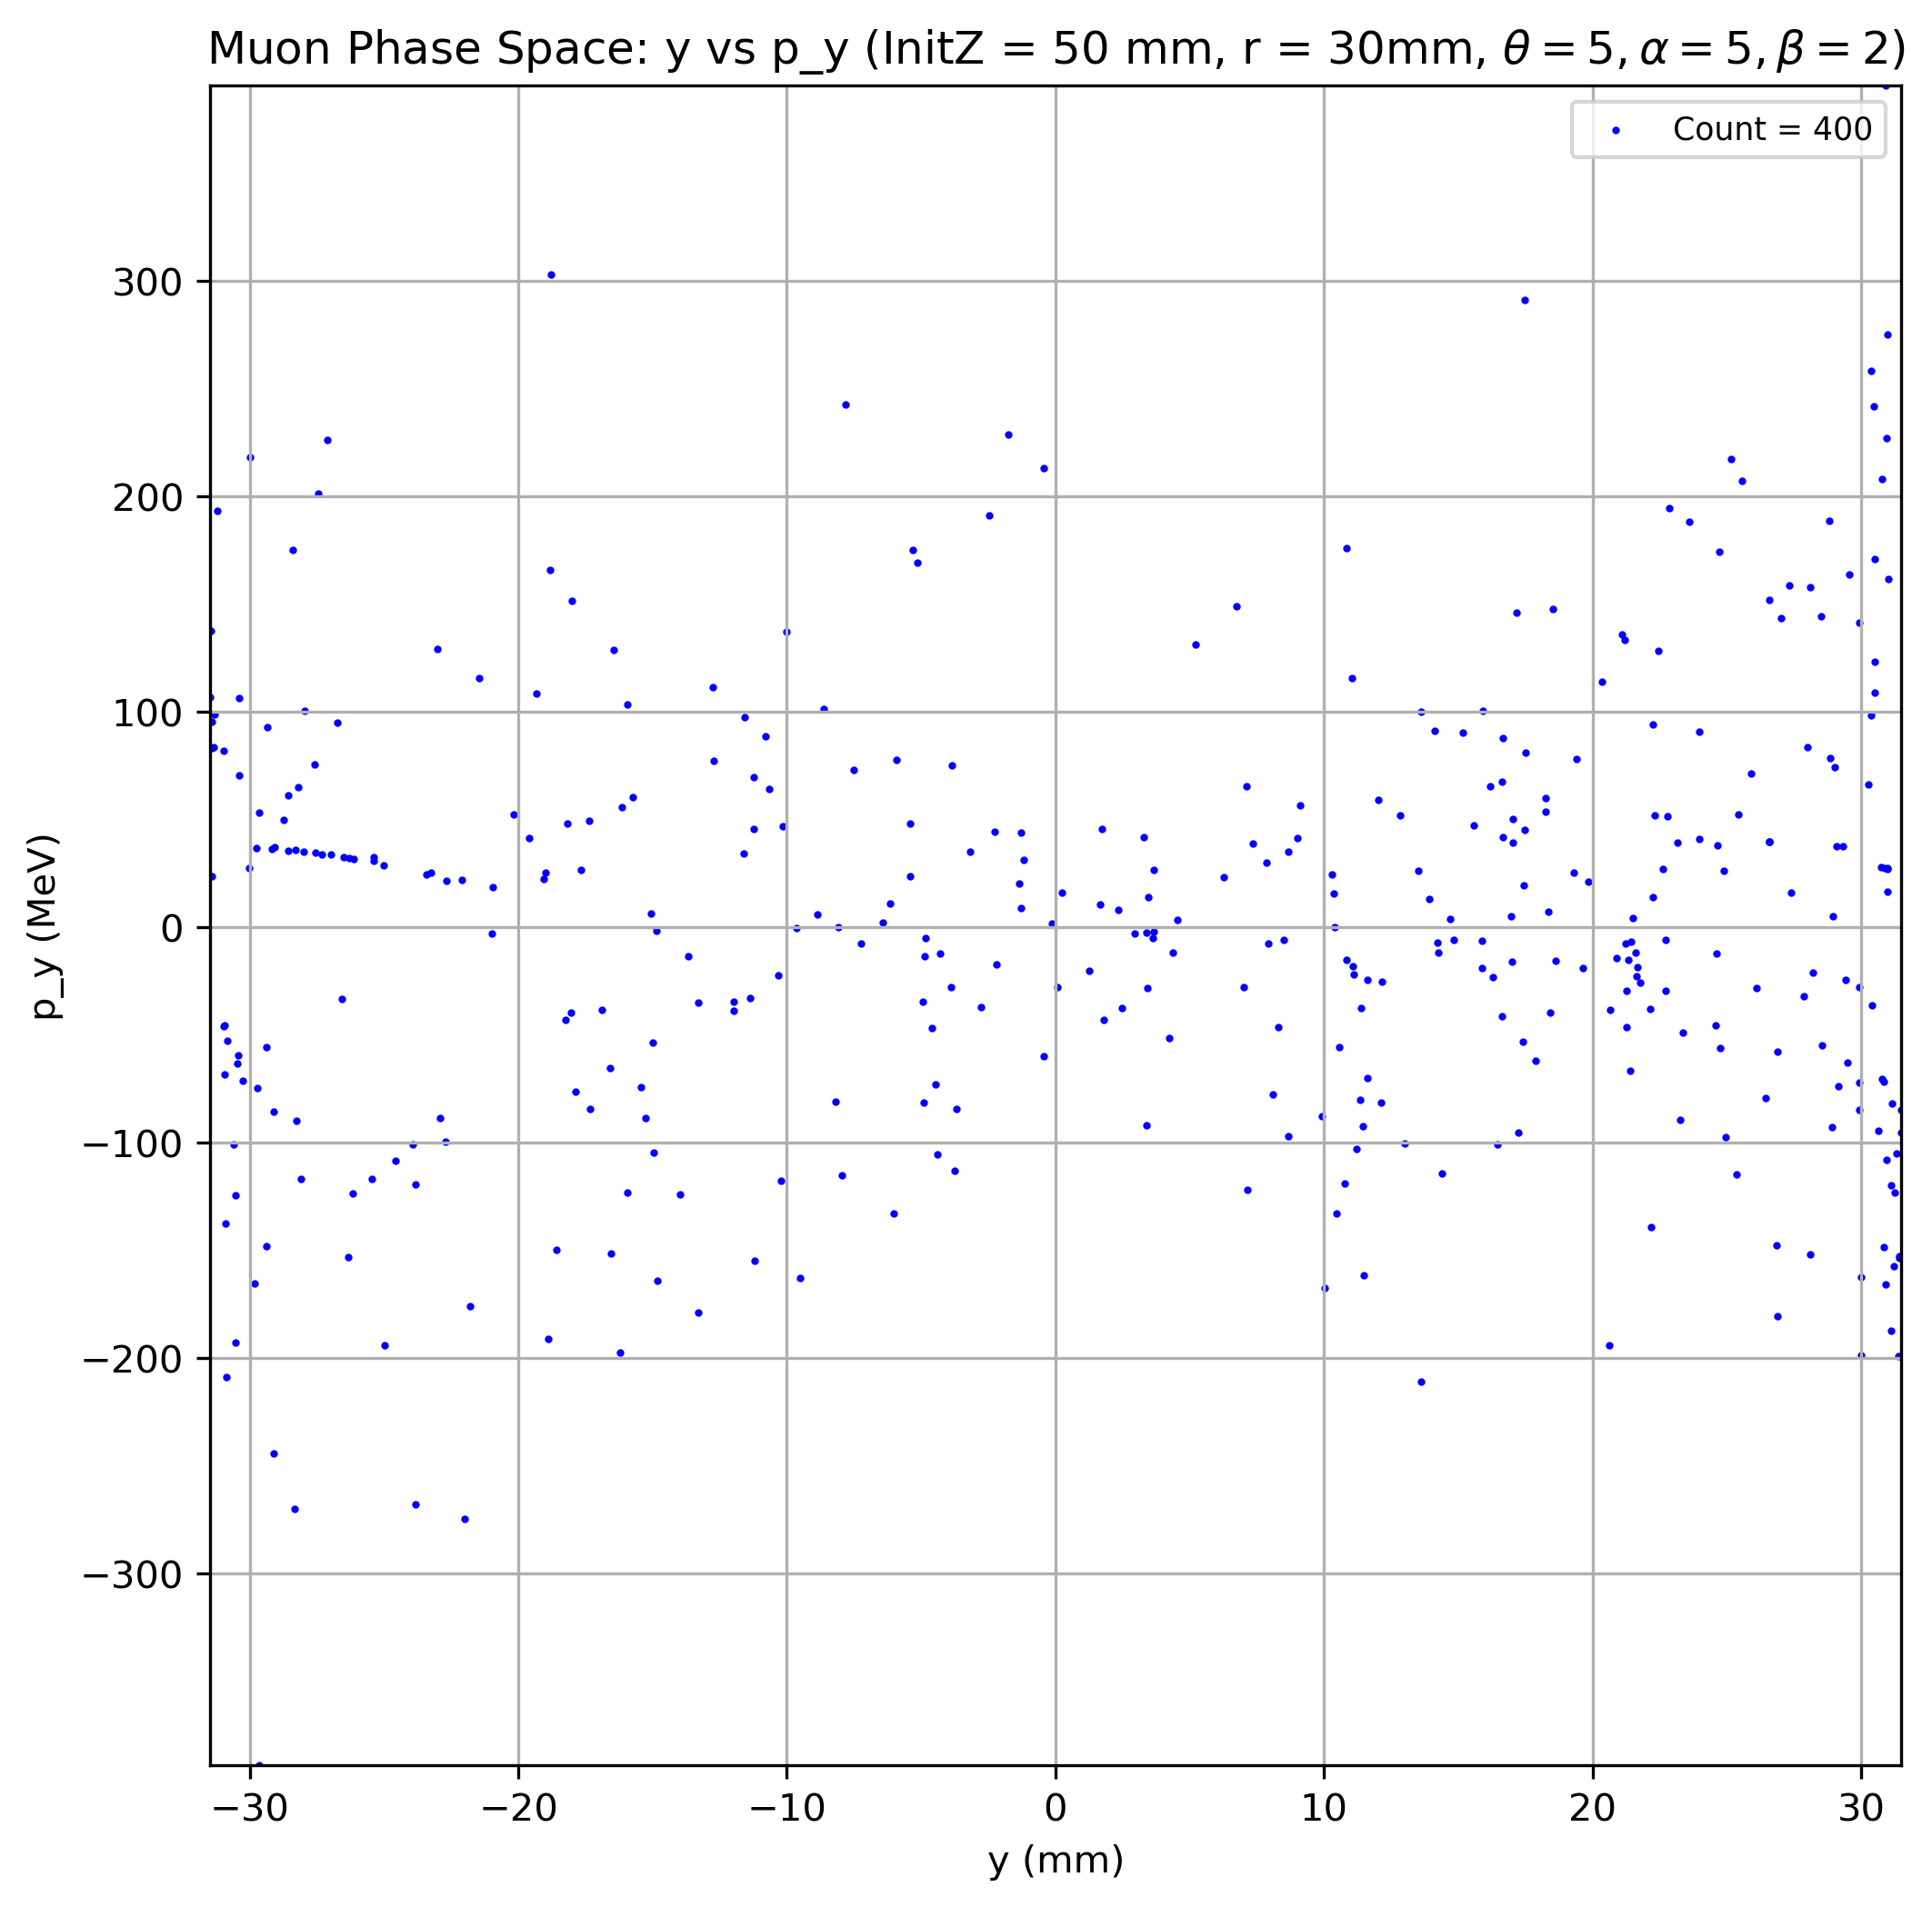 Muon Phase Space: y vs p_y (InitZ = 50 mm, r = 30mm, θ = 5, α = 5, β = 2)
Count = 400
300
200
100
0
−100
−200
−300
p_y (MeV)
−30 −20 −10 0 10 20 30
y (mm)